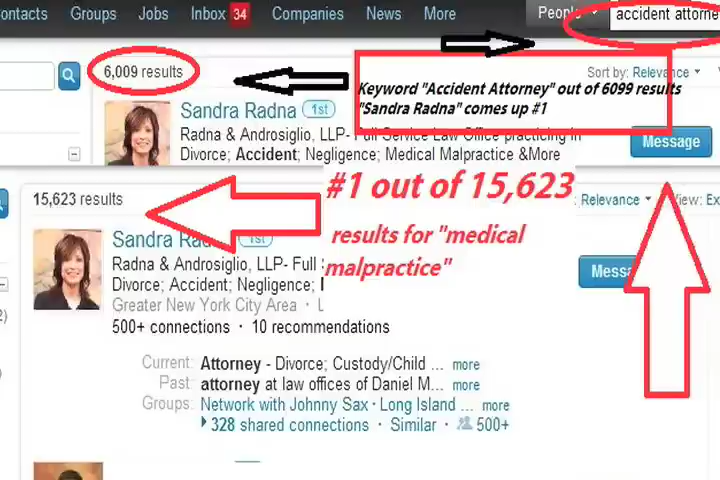 ontacts Groups Jobs Inbox 34 Companies News More People accident attorne
6,009 results
Sort by: Relevance
Keyword "Accident Attorney" out of 6099 results
"Sandra Radna" comes up #1
Sandra Radna 1st
Radna & Androsiglio, LLP- Full Service Law Office practicing in
Divorce; Accident; Negligence; Medical Malpractice &More
Message
15,623 results
#1 out of 15,623
results for "medical
malpractice"
Relevance View: Ex
Sandra Ra 1st
Radna & Androsiglio, LLP- Full
Divorce; Accident; Negligence;
Greater New York City Area · L
Messa
500+ connections · 10 recommendations
Current: Attorney - Divorce; Custody/Child ... more
Past: attorney at law offices of Daniel M... more
Groups: Network with Johnny Sax · Long Island ... more
328 shared connections · Similar · 500+
2)